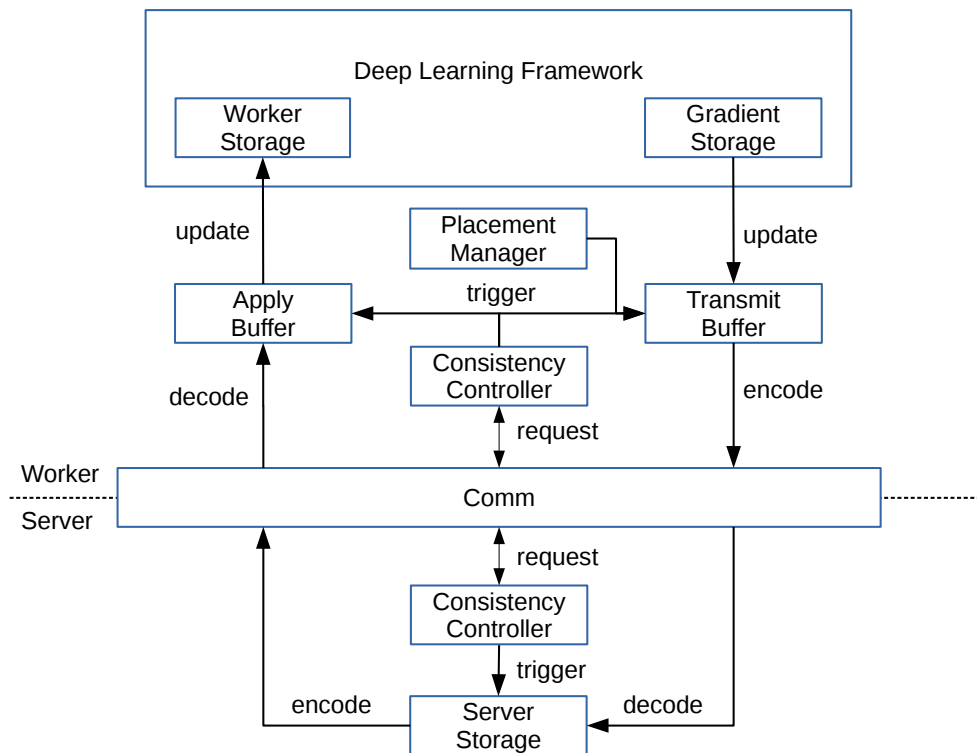 Deep Learning Framework
Worker
Storage
Gradient
Storage
update
Placement
Manager
update
trigger
Apply
Buffer
Transmit
Buffer
decode
Consistency
Controller
encode
request
Worker
Comm
Server
request
Consistency
Controller
trigger
encode
Server
Storage
decode